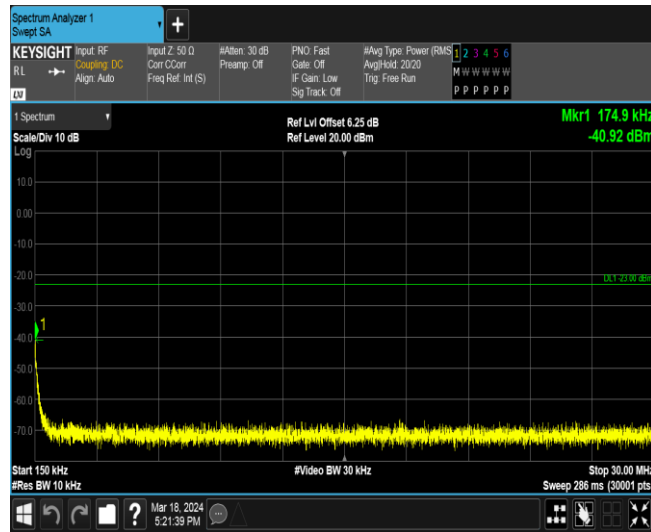 Spectrum Analyzer 1
Swept SA
KEYSIGHT
RL
LXI
Input: RF
Coupling: DC
Align: Auto
Input Z: 50 Ω
Corr CCorr
Freq Ref: Int (S)
#Atten: 30 dB
Preamp: Off
PNO: Fast
Gate: Off
IF Gain: Low
Sig Track: Off
#Avg Type: Power (RMS
Avg|Hold: 20/20
Trig: Free Run
1 2 3 4 5 6
M W W W W W
P P P P P P
1 Spectrum
Scale/Div 10 dB
Log
Ref Lvl Offset 6.25 dB
Ref Level 20.00 dBm
Mkr1 174.9 kHz
-40.92 dBm
10.0
0.00
-10.0
-20.0
DL1 -23.00 dBm
-30.0
1
-40.0
-50.0
-60.0
-70.0
Start 150 kHz
#Res BW 10 kHz
#Video BW 30 kHz
Stop 30.00 MHz
Sweep 286 ms (30001 pts
?
Mar 18, 2024
5:21:39 PM